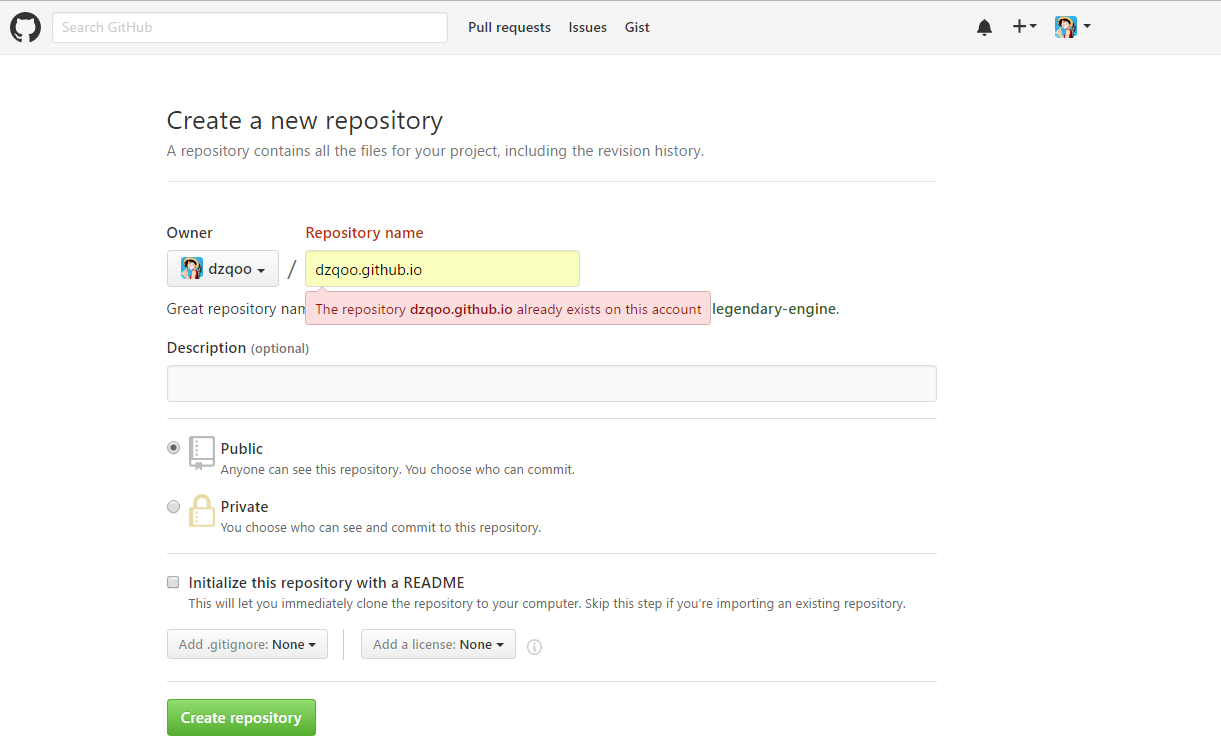 Search GitHub Pull requests Issues Gist
Create a new repository
A repository contains all the files for your project, including the revision history.
Owner Repository name
dzqoo / dzqoo.github.io
Great repository nam legendary-engine.
The repository dzqoo.github.io already exists on this account
Description (optional)
Public
Anyone can see this repository. You choose who can commit.
Private
You choose who can see and commit to this repository.
Initialize this repository with a README
This will let you immediately clone the repository to your computer. Skip this step if you’re importing an existing repository.
Add .gitignore: None Add a license: None
Create repository